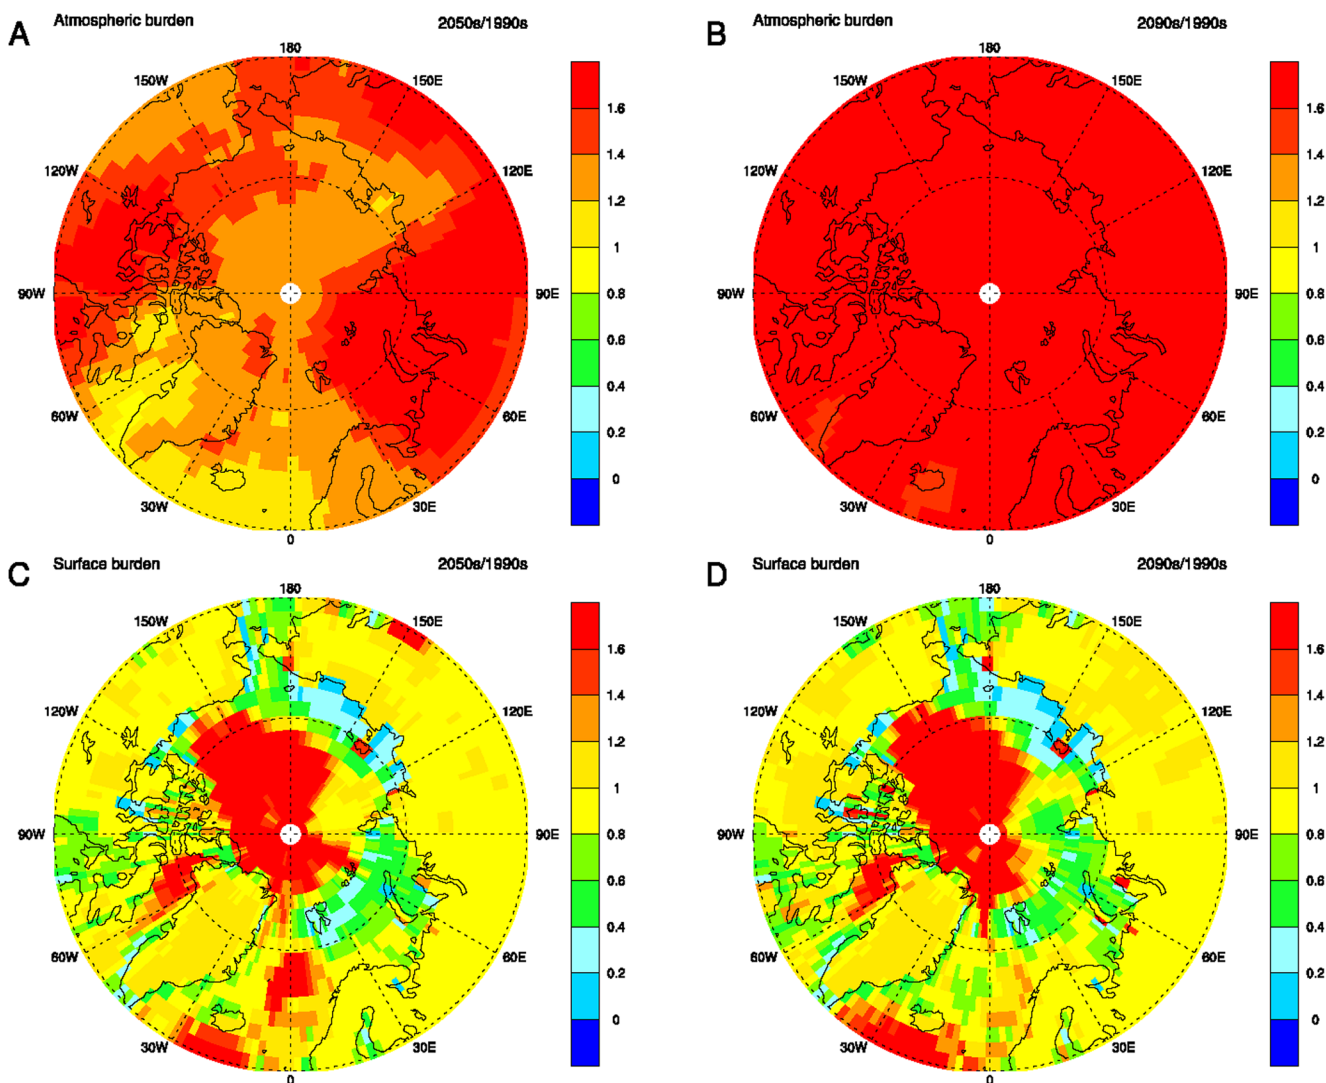 A Atmospheric burden 2050s/1990s
180
150W 150E
120W 120E
90W 90E
60W 60E
30W 30E
0
1.6
1.4
1.2
1
0.8
0.6
0.4
0.2
0
B Atmospheric burden 2090s/1990s
180
150W 150E
120W 120E
90W 90E
60W 60E
30W 30E
0
1.6
1.4
1.2
1
0.8
0.6
0.4
0.2
0
C Surface burden 2050s/1990s
180
150W 150E
120W 120E
90W 90E
60W 60E
30W 30E
0
1.6
1.4
1.2
1
0.8
0.6
0.4
0.2
0
D Surface burden 2090s/1990s
180
150W 150E
120W 120E
90W 90E
60W 60E
30W 30E
0
1.6
1.4
1.2
1
0.8
0.6
0.4
0.2
0